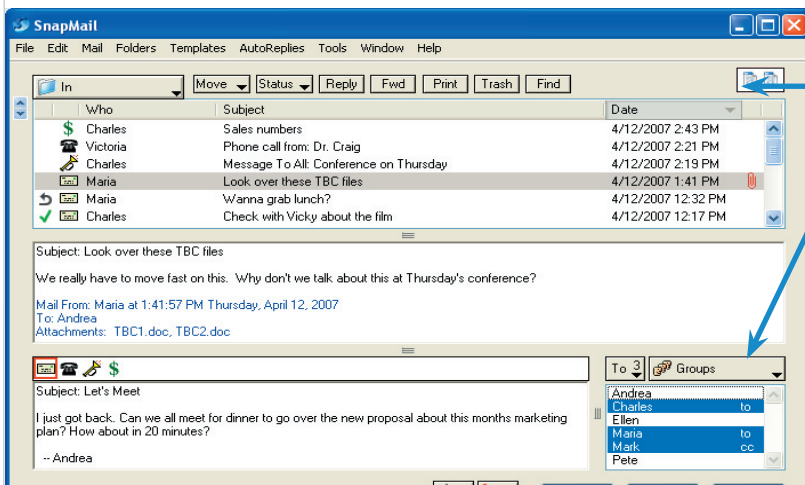 SnapMail
File Edit Mail Folders Templates AutoReplies Tools Window Help
In Move Status Reply Fwd Print Trash Find
Who Subject Date
Charles Sales numbers 4/12/2007 2:43 PM
Victoria Phone call from: Dr. Craig 4/12/2007 2:21 PM
Charles Message To All: Conference on Thursday 4/12/2007 2:19 PM
Maria Look over these TBC files 4/12/2007 1:41 PM
Maria Wanna grab lunch? 4/12/2007 12:32 PM
Charles Check with Vicky about the film 4/12/2007 12:17 PM
Subject: Look over these TBC files
We really have to move fast on this. Why don't we talk about this at Thursday's conference?
Mail From: Maria at 1:41:57 PM Thursday, April 12, 2007
To: Andrea
Attachments: TBC1.doc, TBC2.doc
To 3 Groups
Subject: Let's Meet
I just got back. Can we all meet for dinner to go over the new proposal about this months marketing
plan? How about in 20 minutes?
-- Andrea
Andrea
Charles to
Ellen
Maria to
Mark cc
Pete